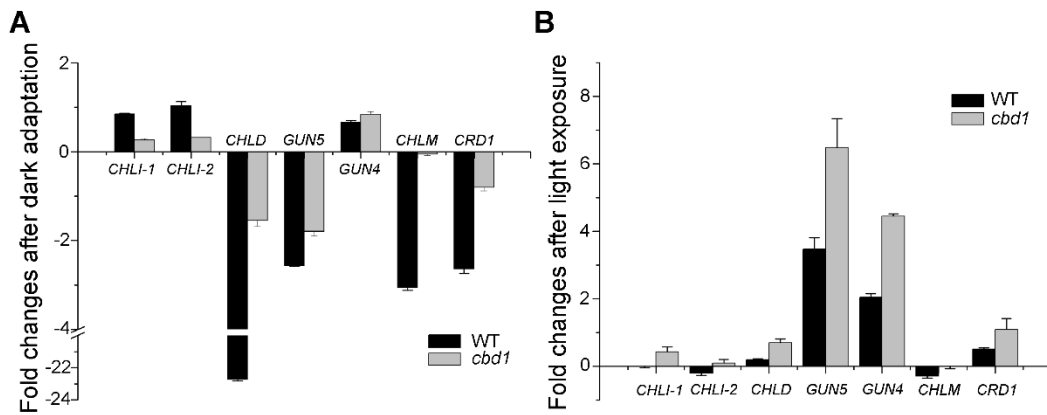 A
Fold changes after dark adaptation
2
0
-2
-4
-22
-24
CHLI-1
CHLI-2
CHLD
GUN5
GUN4
CHLM
CRD1
WT
cbd1
B
Fold changes after light exposure
8
6
4
2
0
WT
cbd1
CHLI-1
CHLI-2
CHLD
GUN5
GUN4
CHLM
CRD1